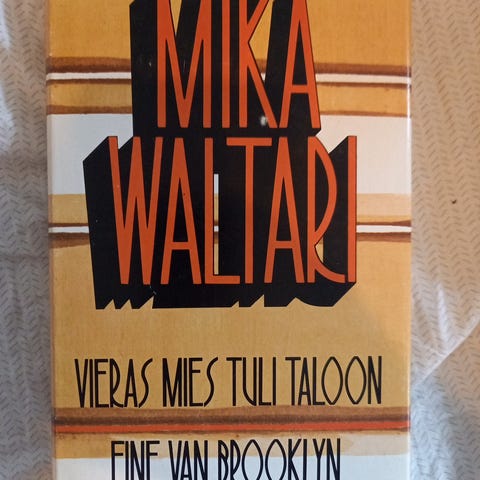 MIKA
WALTARI
VIERAS MIES TULI TALOON
FINE VAN BROOKLYN